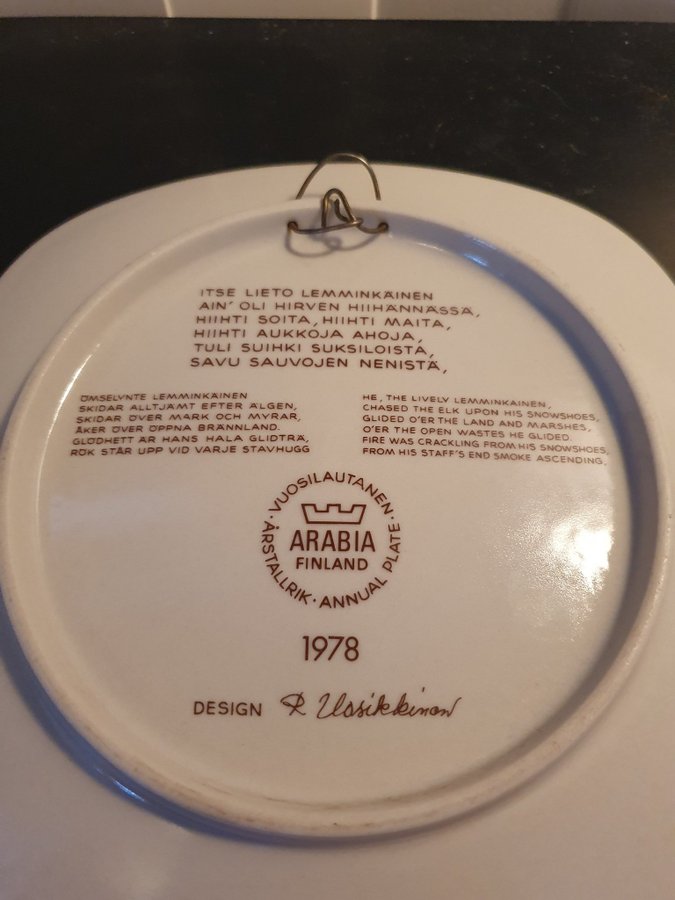 ITSE LIETO LEMMINKÄINEN
AIN' OLI HIRVEN HIIHÄNNÄSSÄ,
HIIHTI SOITA, HIIHTI MAITA,
HIIHTI AUKKOJA AHOJA,
TULI SUIHKI SUKSILOISTA,
SAVU SAUVOJEN NENISTÄ,
ÖMSELYNTE LEMMINKÄINEN
SKIDAR ALLTJÄMT EFTER ÄLGEN,
SKIDAR ÖVER MARK OCH MYRAR,
ÅKER ÖVER ÖPPNA BRÄNNLAND.
GLÖDHETT ÄR HANS HALA GLIDTRÄ,
RÖK STÅR UPP VID VARJE STAVHUGG
HE, THE LIVELY LEMMINKAINEN,
CHASED THE ELK UPON HIS SNOWSHOES,
GLIDED O'ER THE LAND AND MARSHES,
O'ER THE OPEN WASTES HE GLIDED.
FIRE WAS CRACKLING FROM HIS SNOWSHOES,
FROM HIS STAFF'S END SMOKE ASCENDING.
· VUOSILAUTANEN ·
ARABIA
FINLAND
ÅRSTALLRIK · ANNUAL PLATE
1978
DESIGN R Uosikkinen